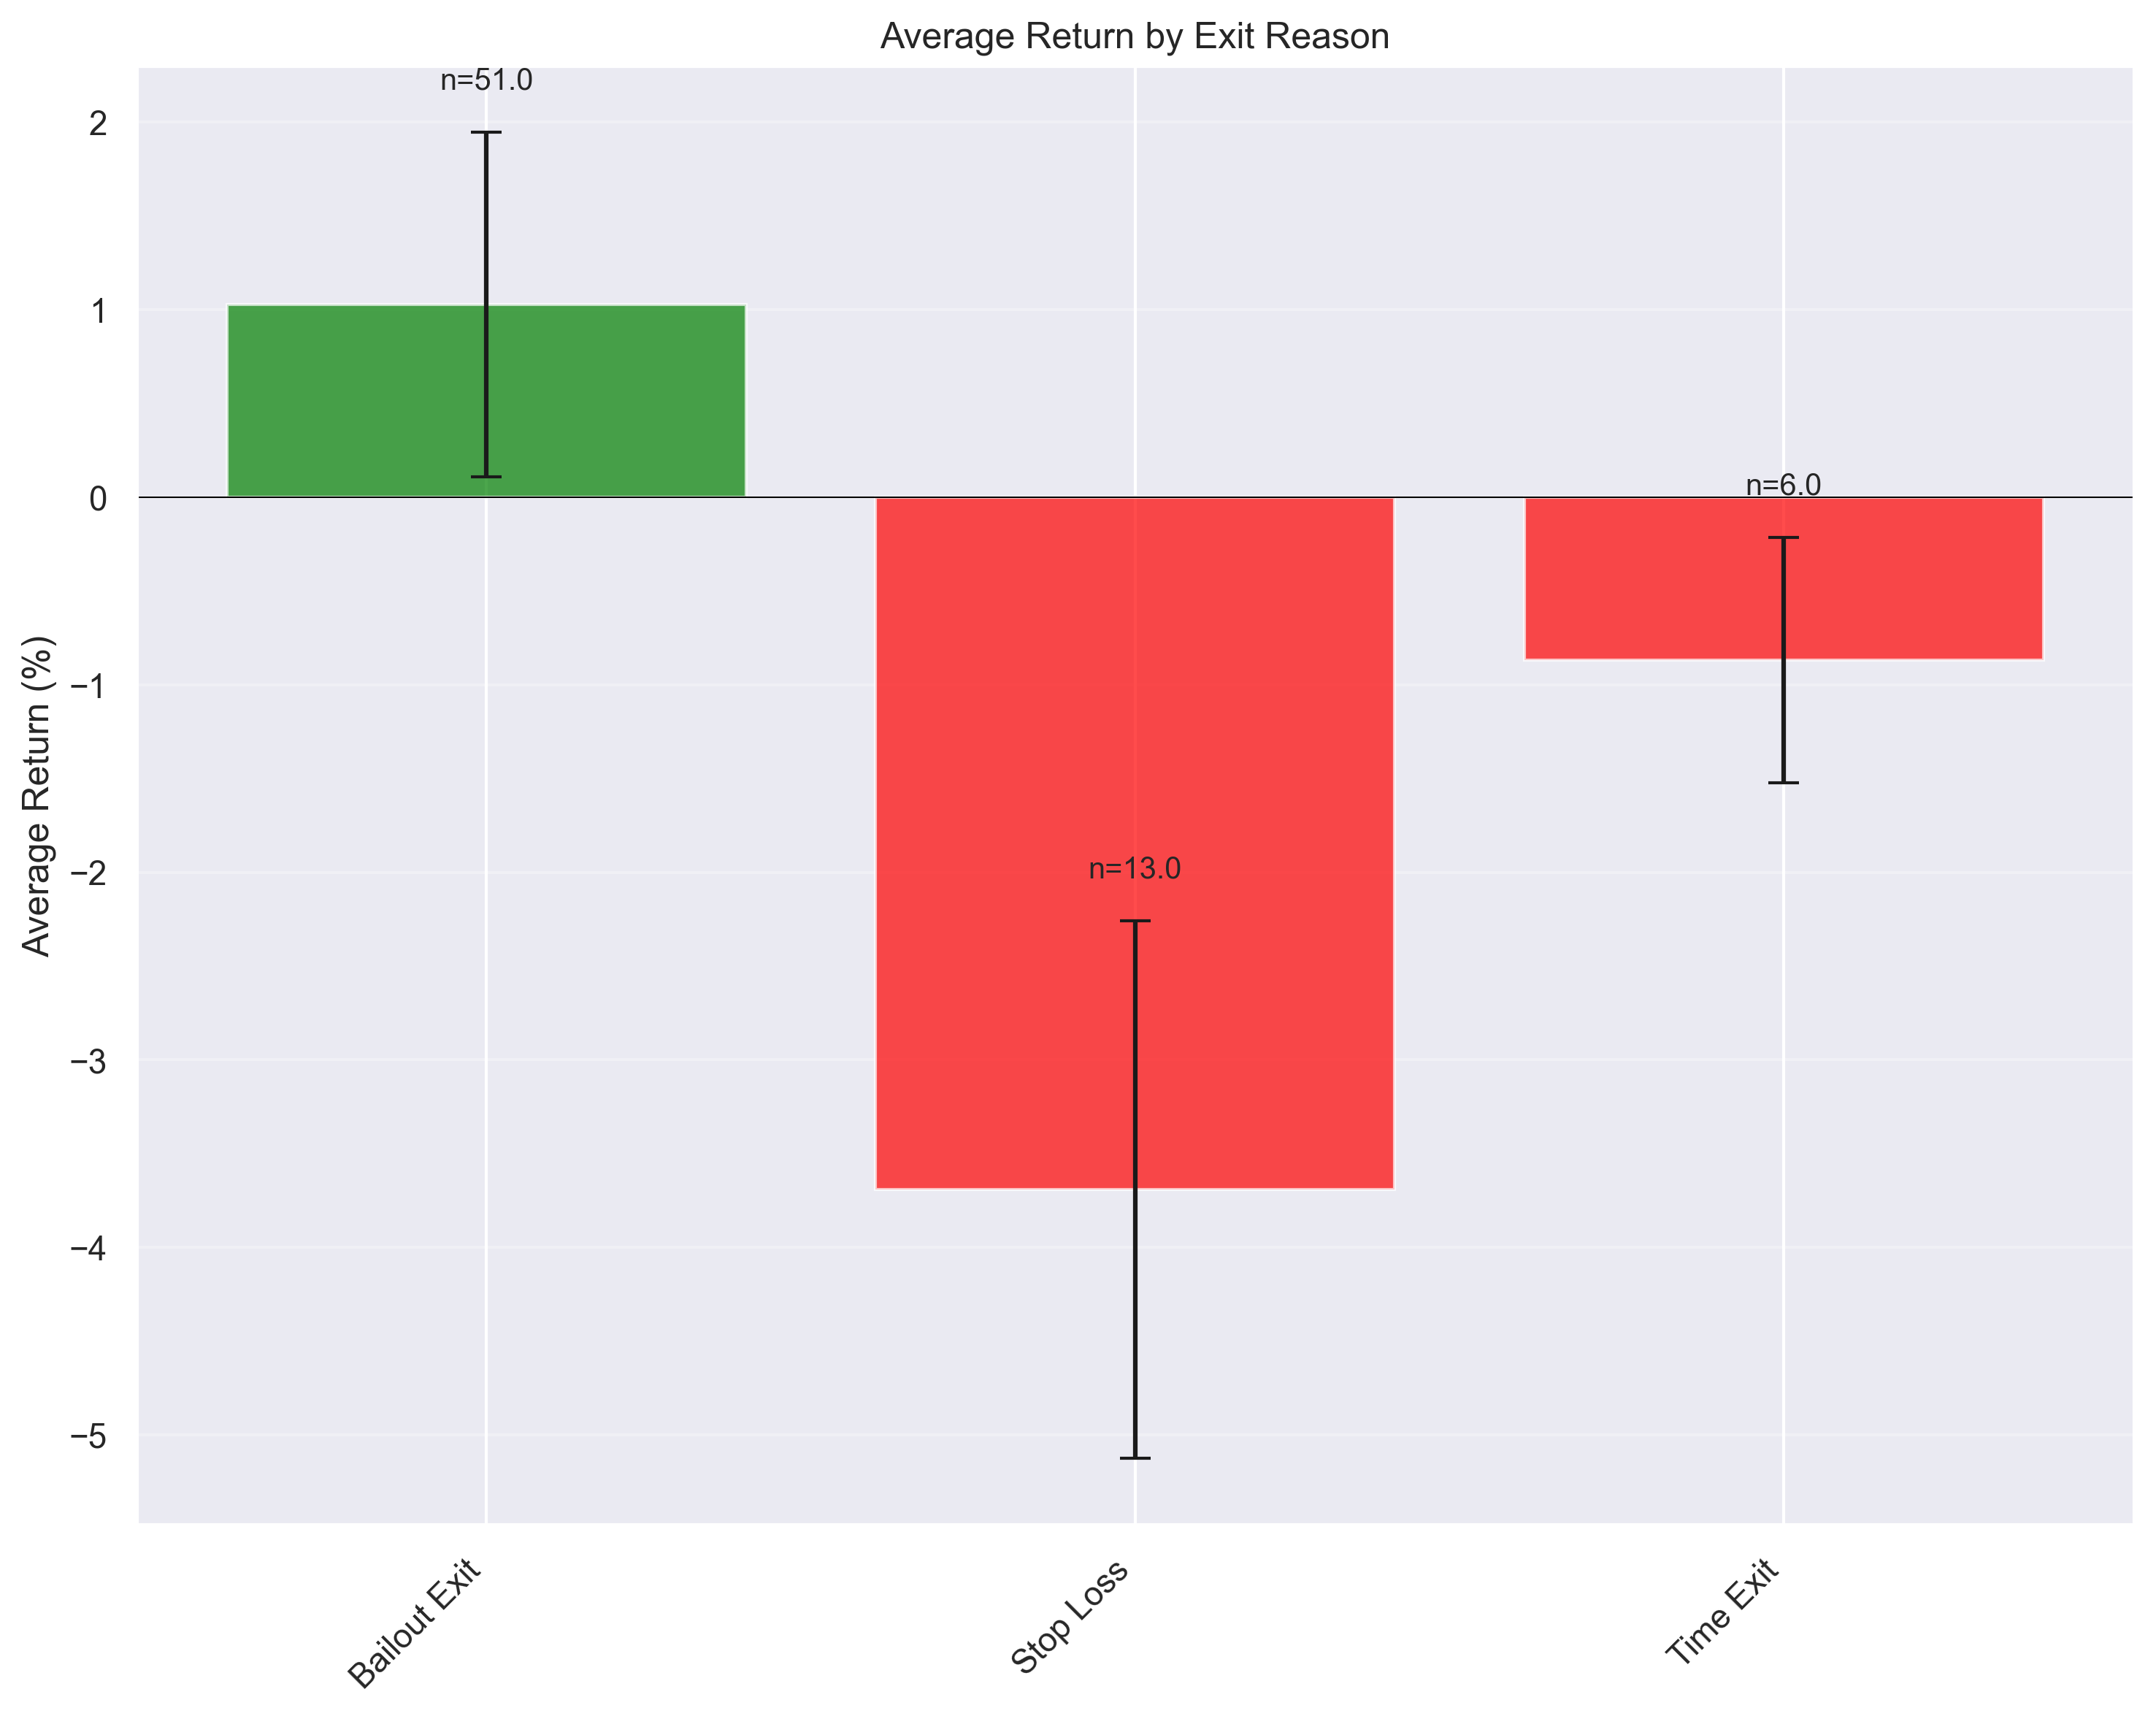 Average Return by Exit Reason
Average Return (%)
2
1
0
−1
−2
−3
−4
−5
n=51.0
n=13.0
n=6.0
Bailout Exit
Stop Loss
Time Exit